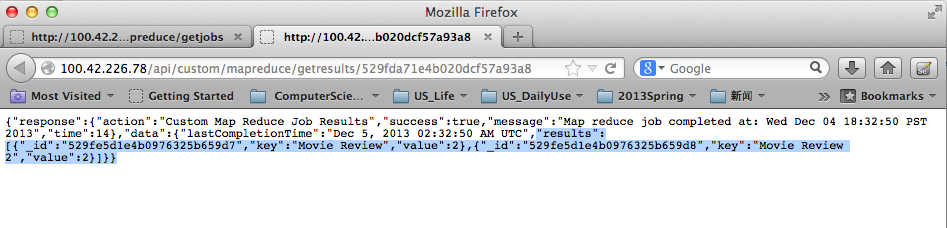 Mozilla Firefox
http://100.42.2...preduce/getjobs
http://100.42....b020dcf57a93a8
100.42.226.78/api/custom/mapreduce/getresults/529fda71e4b020dcf57a93a8
Google
Most Visited
Getting Started
ComputerScie...
US_Life
US_DailyUse
2013Spring
新闻
Bookmarks
{"response":{"action":"Custom Map Reduce Job Results","success":true,"message":"Map reduce job completed at: Wed Dec 04 18:32:50 PST
2013","time":14},"data":{"lastCompletionTime":"Dec 5, 2013 02:32:50 AM UTC","results":
[{"_id":"529fe5d1e4b0976325b659d7","key":"Movie Review","value":2},{"_id":"529fe5d1e4b0976325b659d8","key":"Movie Review
2","value":2}]}}